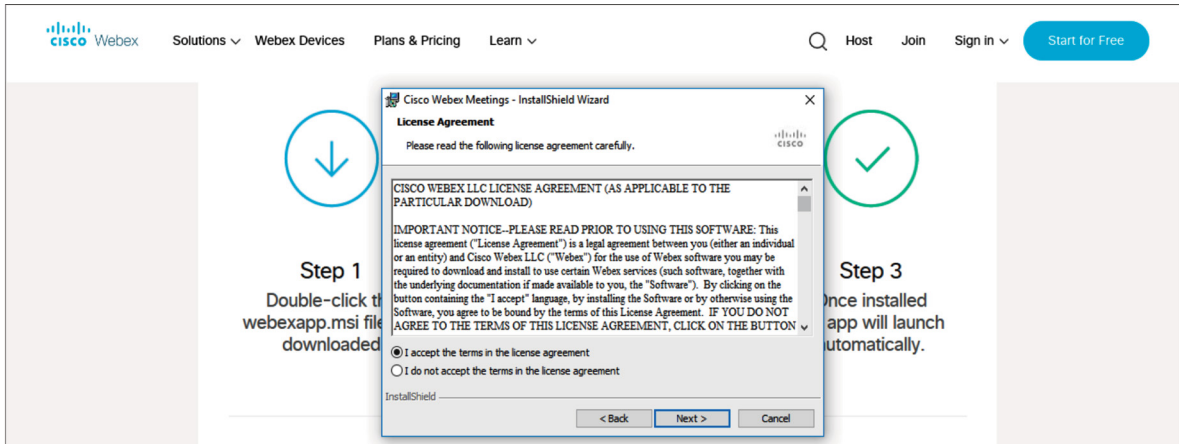 CISCO Webex Solutions Webex Devices Plans & Pricing Learn Host Join Sign in Start for Free
Cisco Webex Meetings - InstallShield Wizard
License Agreement
Please read the following license agreement carefully.
CISCO
CISCO WEBEX LLC LICENSE AGREEMENT (AS APPLICABLE TO THE
PARTICULAR DOWNLOAD)
IMPORTANT NOTICE--PLEASE READ PRIOR TO USING THIS SOFTWARE: This
license agreement ("License Agreement") is a legal agreement between you (either an individual
or an entity) and Cisco Webex LLC ("Webex") for the use of Webex software you may be
required to download and install to use certain Webex services (such software, together with
the underlying documentation if made available to you, the "Software"). By clicking on the
button containing the "I accept" language, by installing the Software or by otherwise using the
Software, you agree to be bound by the terms of this License Agreement. IF YOU DO NOT
AGREE TO THE TERMS OF THIS LICENSE AGREEMENT, CLICK ON THE BUTTON
I accept the terms in the license agreement
I do not accept the terms in the license agreement
InstallShield
< Back Next > Cancel
Step 1
Double-click
webexapp.msi file
downloaded
Step 3
Once installed
app will launch
automatically.